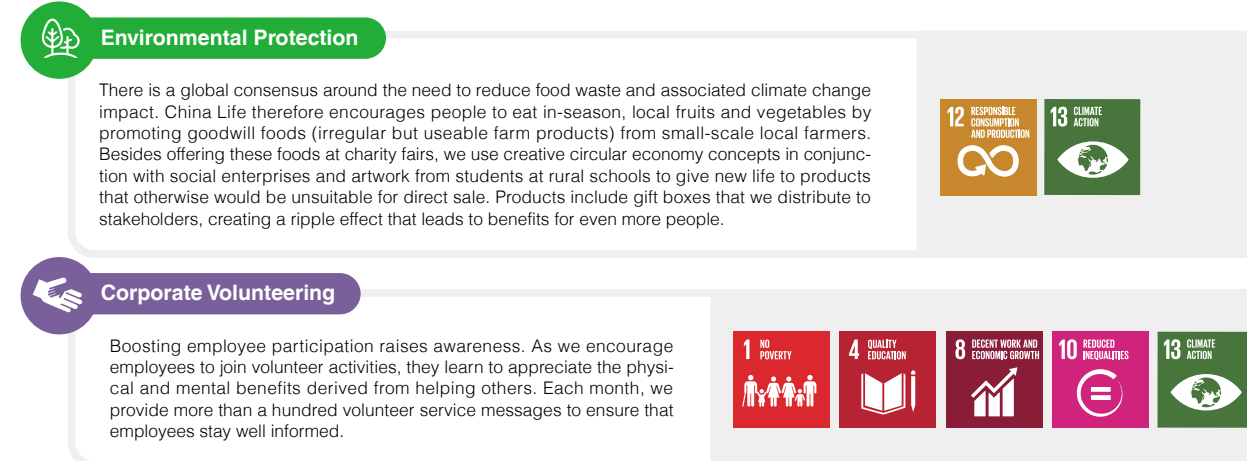 Environmental Protection
There is a global consensus around the need to reduce food waste and associated climate change
impact. China Life therefore encourages people to eat in-season, local fruits and vegetables by
promoting goodwill foods (irregular but useable farm products) from small-scale local farmers.
Besides offering these foods at charity fairs, we use creative circular economy concepts in conjunc-
tion with social enterprises and artwork from students at rural schools to give new life to products
that otherwise would be unsuitable for direct sale. Products include gift boxes that we distribute to
stakeholders, creating a ripple effect that leads to benefits for even more people.
12 RESPONSIBLE
CONSUMPTION
AND PRODUCTION
13 CLIMATE
ACTION
Corporate Volunteering
Boosting employee participation raises awareness. As we encourage
employees to join volunteer activities, they learn to appreciate the physi-
cal and mental benefits derived from helping others. Each month, we
provide more than a hundred volunteer service messages to ensure that
employees stay well informed.
1 NO
POVERTY
4 QUALITY
EDUCATION
8 DECENT WORK AND
ECONOMIC GROWTH
10 REDUCED
INEQUALITIES
13 CLIMATE
ACTION